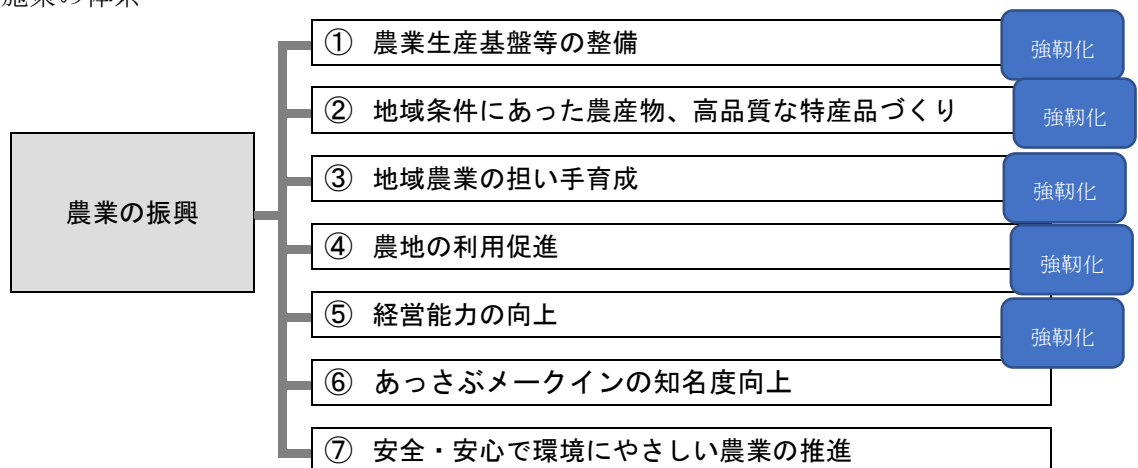 施策の体系
① 農業生産基盤等の整備
強靭化
② 地域条件にあった農産物、高品質な特産品づくり
強靭化
③ 地域農業の担い手育成
強靭化
農業の振興
④ 農地の利用促進
強靭化
⑤ 経営能力の向上
強靭化
⑥ あっさぶメークインの知名度向上
⑦ 安全・安心で環境にやさしい農業の推進